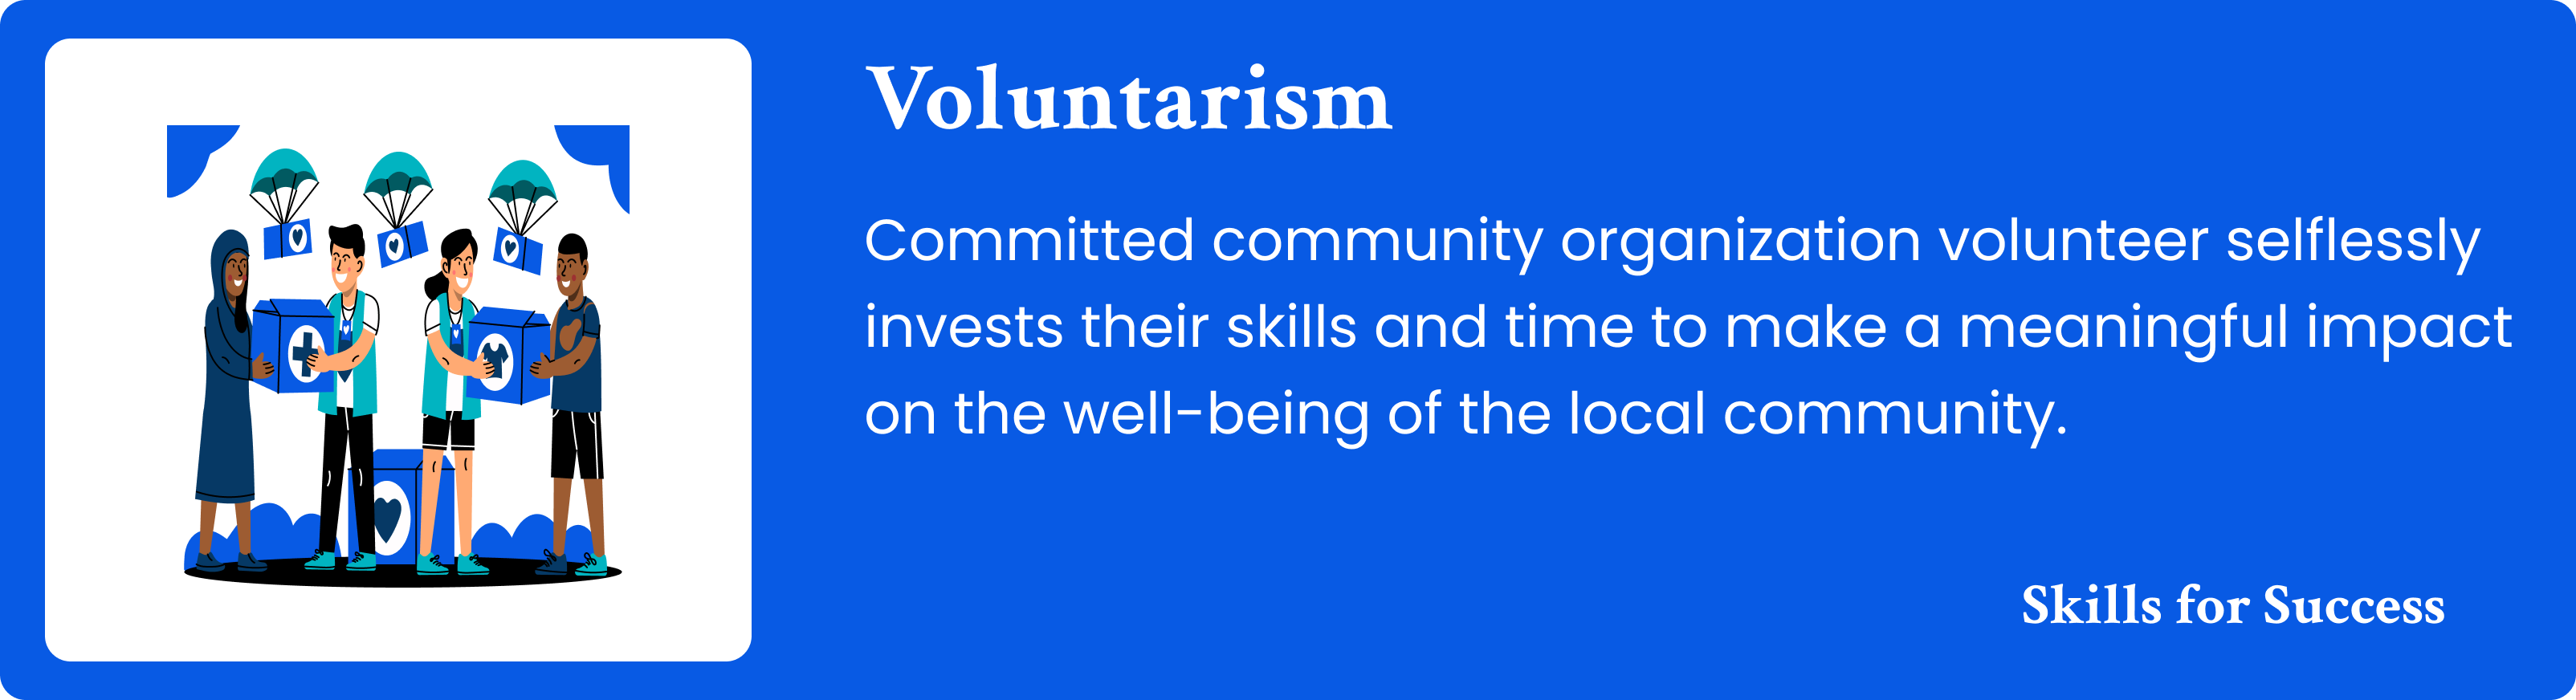 Voluntarism
Committed community organization volunteer selflessly
invests their skills and time to make a meaningful impact
on the well-being of the local community.
Skills for Success